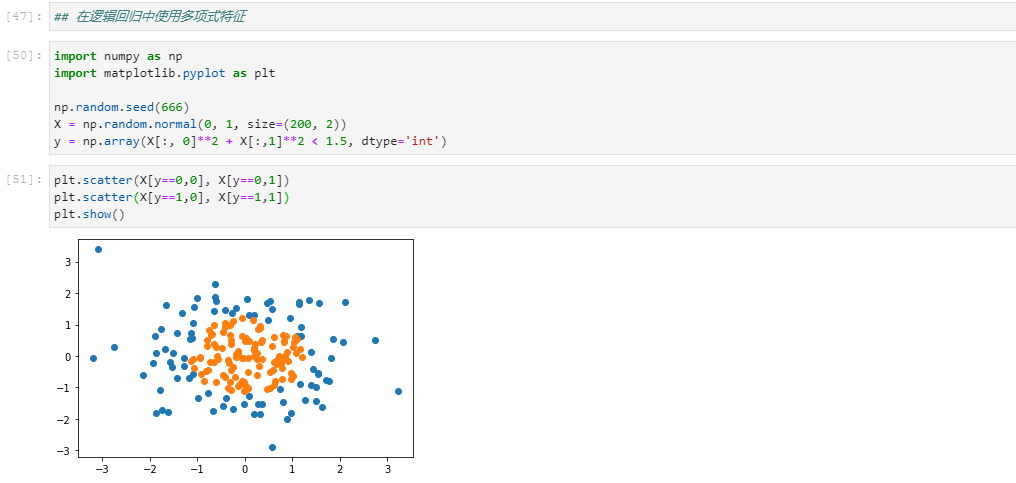 [47]: ## 在逻辑回归中使用多项式特征
[50]: import numpy as np
import matplotlib.pyplot as plt
np.random.seed(666)
X = np.random.normal(0, 1, size=(200, 2))
y = np.array(X[:, 0]**2 + X[:,1]**2 < 1.5, dtype='int')
[51]: plt.scatter(X[y==0,0], X[y==0,1])
plt.scatter(X[y==1,0], X[y==1,1])
plt.show()
3
2
1
0
−1
−2
−3
−3 −2 −1 0 1 2 3